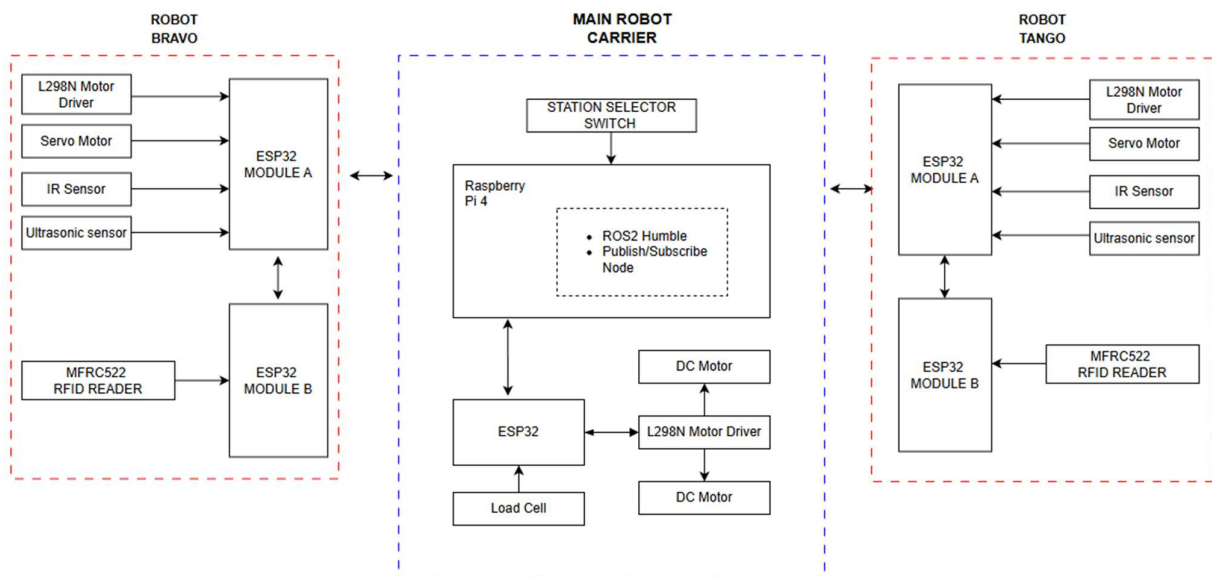 ROBOT
BRAVO
L298N Motor
Driver
Servo Motor
IR Sensor
Ultrasonic sensor
ESP32
MODULE A
MFRC522
RFID READER
ESP32
MODULE B
MAIN ROBOT
CARRIER
STATION SELECTOR
SWITCH
Raspberry
Pi 4
• ROS2 Humble
• Publish/Subscribe
Node
DC Motor
ESP32
L298N Motor Driver
Load Cell
DC Motor
ROBOT
TANGO
ESP32
MODULE A
L298N Motor
Driver
Servo Motor
IR Sensor
Ultrasonic sensor
ESP32
MODULE B
MFRC522
RFID READER